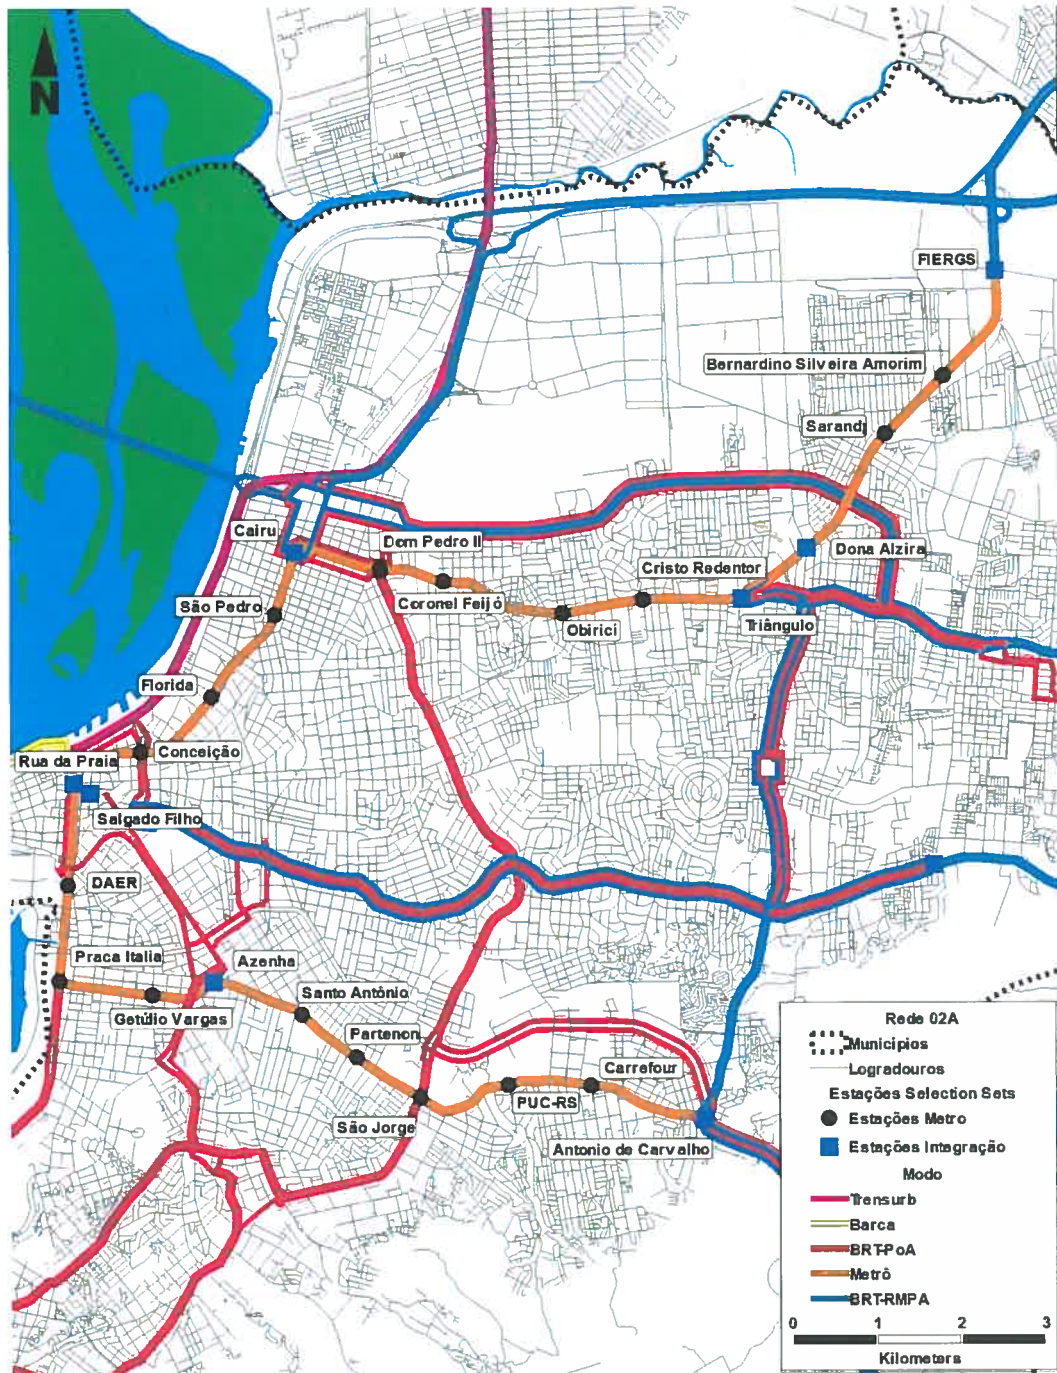 N
FIERGS
Bernardino Silveira Amorim
Sarandi
Cairu
Dom Pedro II
Cristo Redentor
Dona Alzira
Coronel Feijó
São Pedro
Obirici
Triângulo
Florida
Conceição
Rua da Praia
Salgado Filho
DAER
Praca Italia
Azenha
Santo Antônio
Getúlio Vargas
Partenon
Carrefour
PUC-RS
São Jorge
Antonio de Carvalho
Rede 02A
Municípios
Logradouros
Estações Selection Sets
Estações Metro
Estações Integração
Modo
Trensurb
Barca
BRT-PoA
Metrô
BRT-RMPA
0 1 2 3
Kilometers